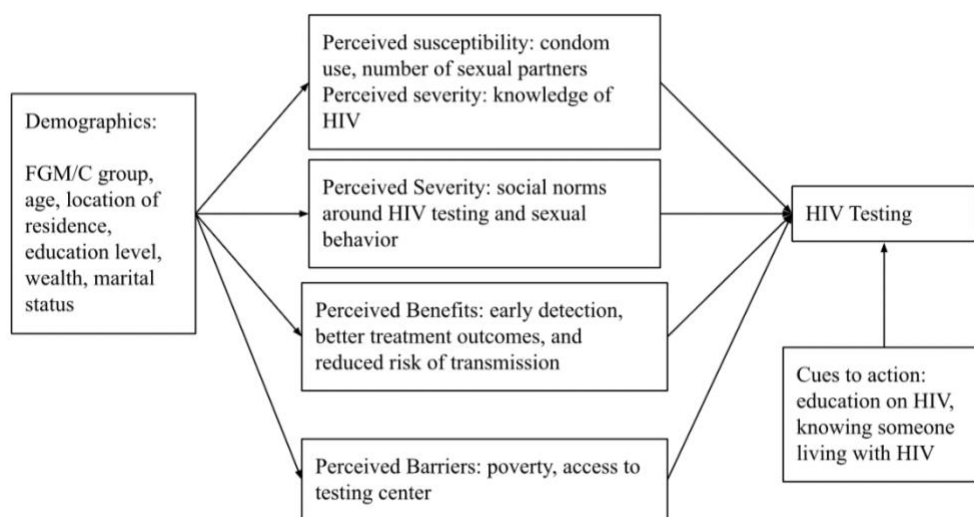 Demographics:
FGM/C group,
age, location of
residence,
education level,
wealth, marital
status
Perceived susceptibility: condom
use, number of sexual partners
Perceived severity: knowledge of
HIV
Perceived Severity: social norms
around HIV testing and sexual
behavior
Perceived Benefits: early detection,
better treatment outcomes, and
reduced risk of transmission
Perceived Barriers: poverty, access to
testing center
HIV Testing
Cues to action:
education on HIV,
knowing someone
living with HIV